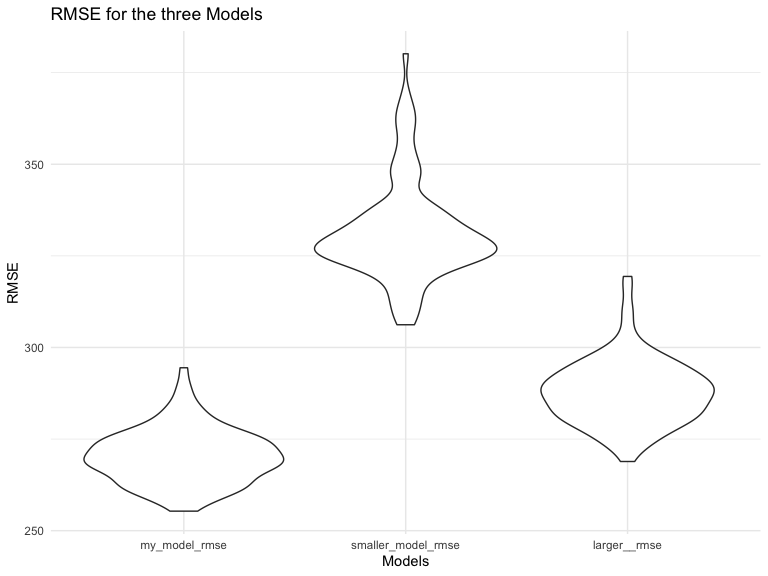 RMSE for the three Models
350
300
250
RMSE
my_model_rmse smaller_model_rmse larger__rmse
Models